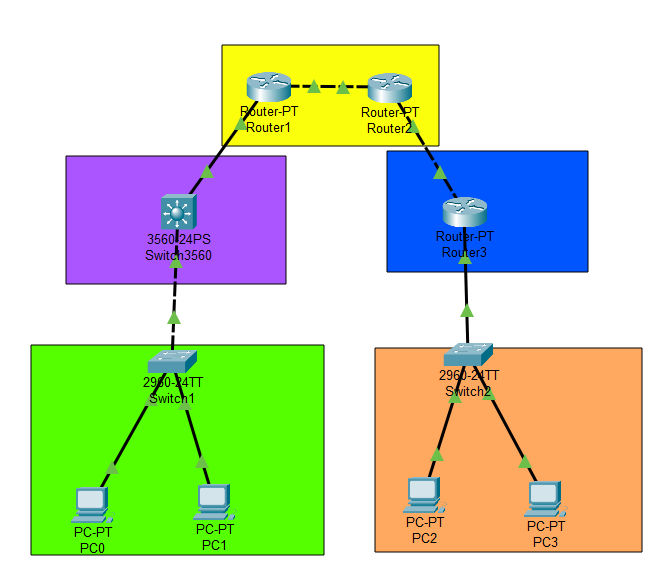 Router-PT
Router1
Router-PT
Router2
3560-24PS
Switch3560
Router-PT
Router3
2960-24TT
Switch1
2960-24TT
Switch2
PC-PT
PC0
PC-PT
PC1
PC-PT
PC2
PC-PT
PC3